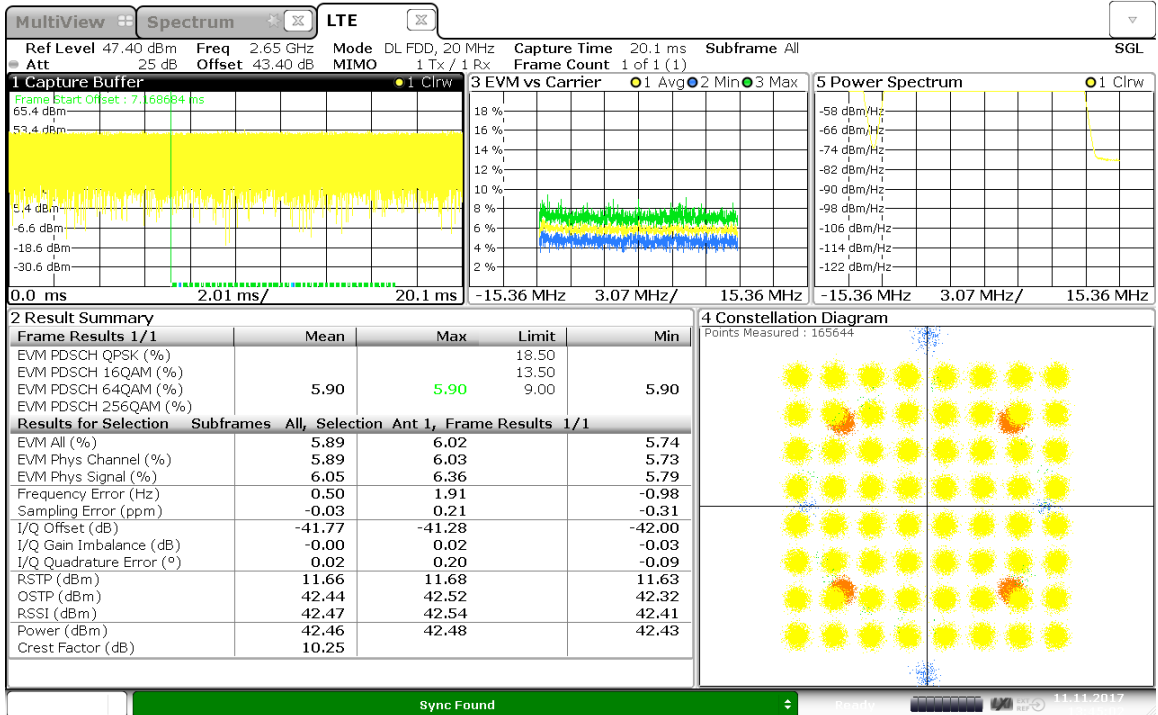 MultiView Spectrum LTE
Ref Level 47.40 dBm Freq 2.65 GHz Mode DL FDD, 20 MHz Capture Time 20.1 ms Subframe All SGL
Att 25 dB Offset 43.40 dB MIMO 1 Tx / 1 Rx Frame Count 1 of 1 (1)
1 Capture Buffer 1 Clrw
Frame Start Offset : 7.168684 ms
65.4 dBm
53.4 dBm
5.4 dBm
-6.6 dBm
-18.6 dBm
-30.6 dBm
0.0 ms 2.01 ms/ 20.1 ms
3 EVM vs Carrier 1 Avg 2 Min 3 Max
18 %
16 %
14 %
12 %
10 %
8 %
6 %
4 %
2 %
-15.36 MHz 3.07 MHz/ 15.36 MHz
5 Power Spectrum 1 Clrw
-58 dBm/Hz
-66 dBm/Hz
-74 dBm/Hz
-82 dBm/Hz
-90 dBm/Hz
-98 dBm/Hz
-106 dBm/Hz
-114 dBm/Hz
-122 dBm/Hz
-15.36 MHz 3.07 MHz/ 15.36 MHz
2 Result Summary
Frame Results 1/1 Mean Max Limit Min
EVM PDSCH QPSK (%) 18.50
EVM PDSCH 16QAM (%) 13.50
EVM PDSCH 64QAM (%) 5.90 5.90 9.00 5.90
EVM PDSCH 256QAM (%)
Results for Selection Subframes All, Selection Ant 1, Frame Results 1/1
EVM All (%) 5.89 6.02 5.74
EVM Phys Channel (%) 5.89 6.03 5.73
EVM Phys Signal (%) 6.05 6.36 5.79
Frequency Error (Hz) 0.50 1.91 -0.98
Sampling Error (ppm) -0.03 0.21 -0.31
I/Q Offset (dB) -41.77 -41.28 -42.00
I/Q Gain Imbalance (dB) -0.00 0.02 -0.03
I/Q Quadrature Error (°) 0.02 0.20 -0.09
RSTP (dBm) 11.66 11.68 11.63
OSTP (dBm) 42.44 42.52 42.32
RSSI (dBm) 42.47 42.54 42.41
Power (dBm) 42.46 42.48 42.43
Crest Factor (dB) 10.25
4 Constellation Diagram
Points Measured : 165644
Sync Found Ready LXI EXT REF 11.11.2017